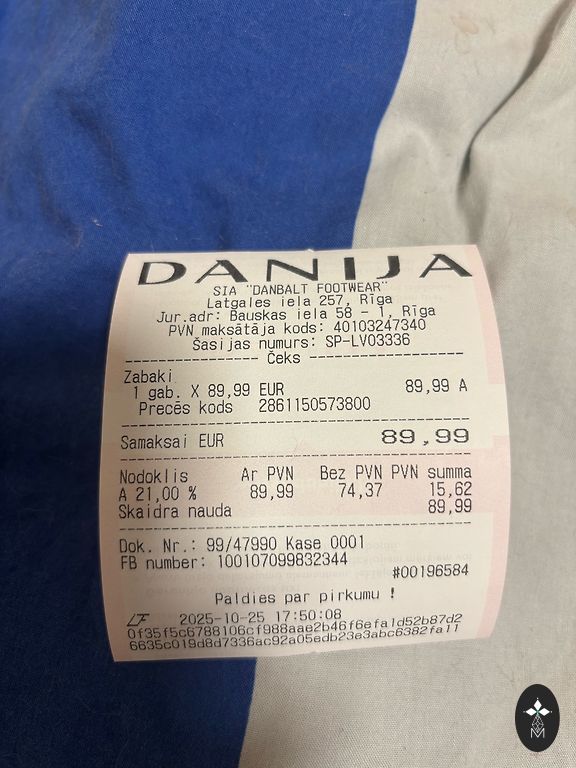 DANIJA
SIA "DANBALT FOOTWEAR"
Latgales iela 257, Rīga
Jur.adr: Bauskas iela 58 - 1, Rīga
PVN maksātāja kods: 40103247340
Šasijas numurs: SP-LV03336
Čeks
Zābaki
1 gab. X 89,99 EUR 89,99 A
Precēs kods 2861150573800
Samaksai EUR 89,99
Nodoklis Ar PVN Bez PVN PVN summa
A 21,00 % 89,99 74,37 15,62
Skaidra nauda 89,99
Dok. Nr.: 99/47990 Kase 0001
FB number: 100107099832344
#00196584
Paldies par pirkumu !
LF 2025-10-25 17:50:08
0f35f5c6788106cf988aae2b46f6efa1d52b87d2
6635c019d8d7336ac92a05edb23e3abc6382fa11
M